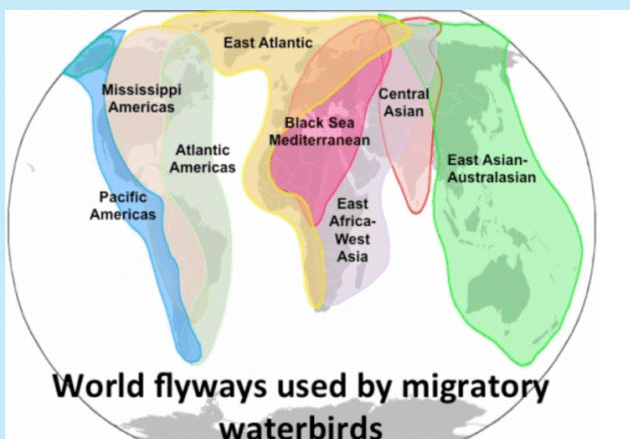 East Atlantic
Mississippi
Americas
Central
Asian
Black Sea
Mediterranean
Atlantic
Americas
East Asian-
Australasian
Pacific
Americas
East
Africa-
West
Asia
World flyways used by migratory
waterbirds